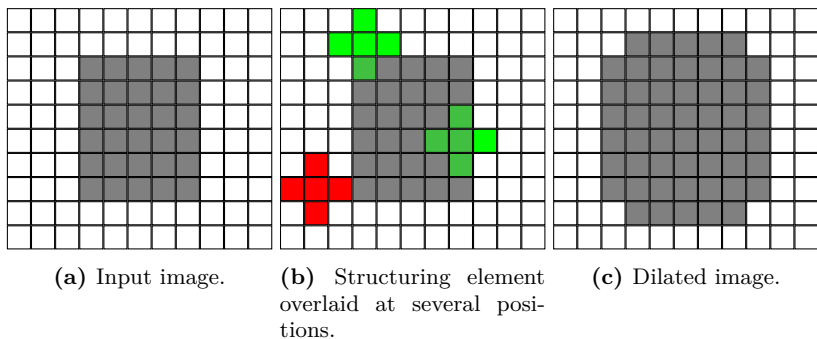 (a) Input image.
(b) Structuring element
overlaid at several posi-
tions.
(c) Dilated image.